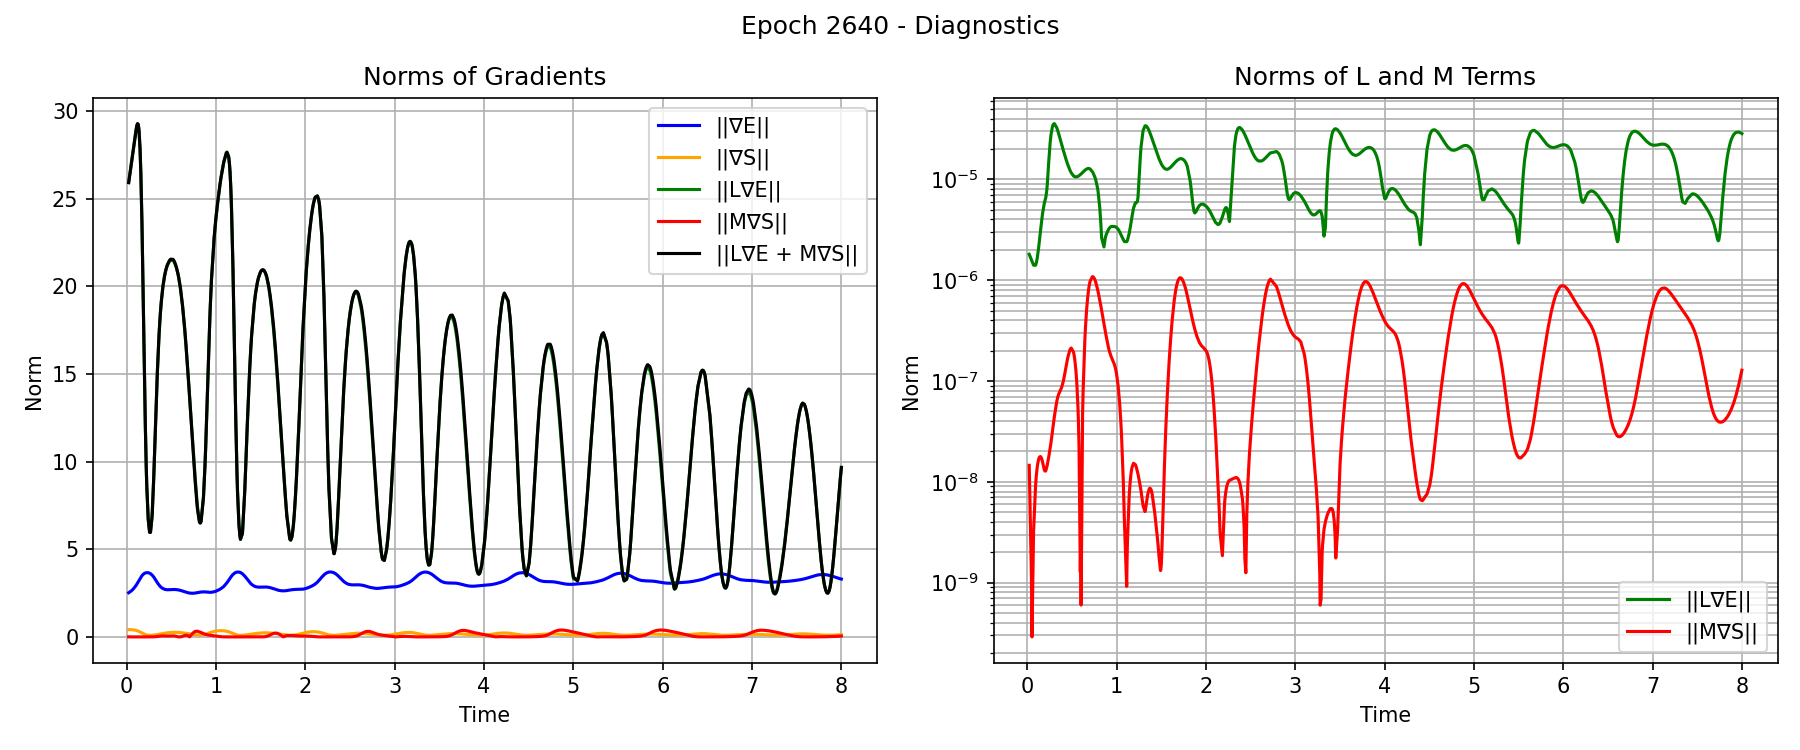 Epoch 2640 - Diagnostics
Norms of Gradients
Norm
30
25
20
15
10
5
0
0 1 2 3 4 5 6 7 8
Time
||∇E||
||∇S||
||L∇E||
||M∇S||
||L∇E + M∇S||
Norms of L and M Terms
Norm
10⁻⁵
10⁻⁶
10⁻⁷
10⁻⁸
10⁻⁹
0 1 2 3 4 5 6 7 8
Time
||L∇E||
||M∇S||